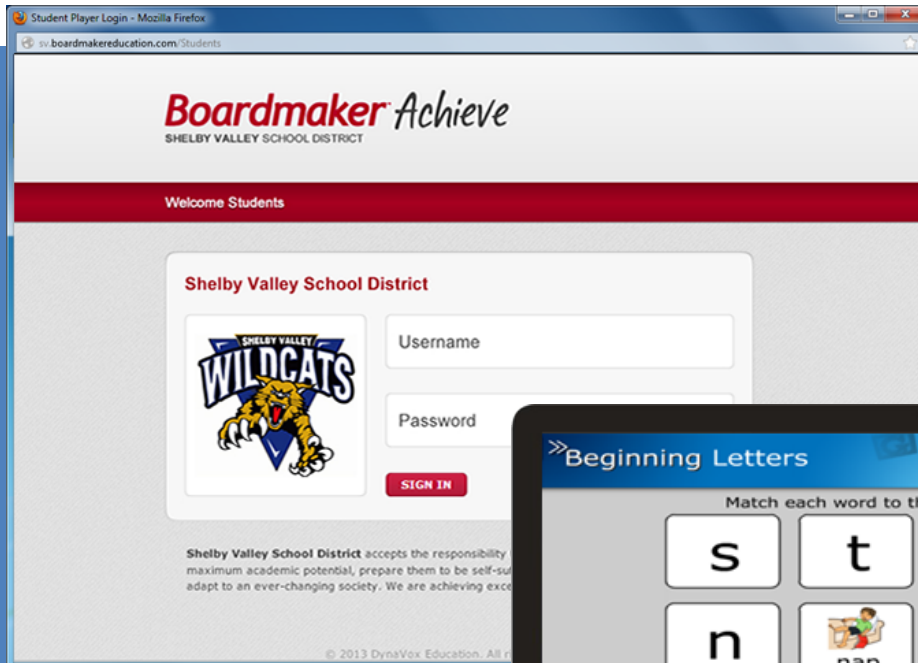 Student Player Login - Mozilla Firefox
sv.boardmakereducation.com/Students
Boardmaker™ Achieve
SHELBY VALLEY SCHOOL DISTRICT
Welcome Students
Shelby Valley School District
SHELBY VALLEY
WILDCATS
Username
Password
SIGN IN
Shelby Valley School District accepts the responsibility
maximum academic potential, prepare them to be self-suf
adapt to an ever-changing society. We are achieving exce
© 2013 DynaVox Education. All r
Beginning Letters
Match each word to th
s t
n nap